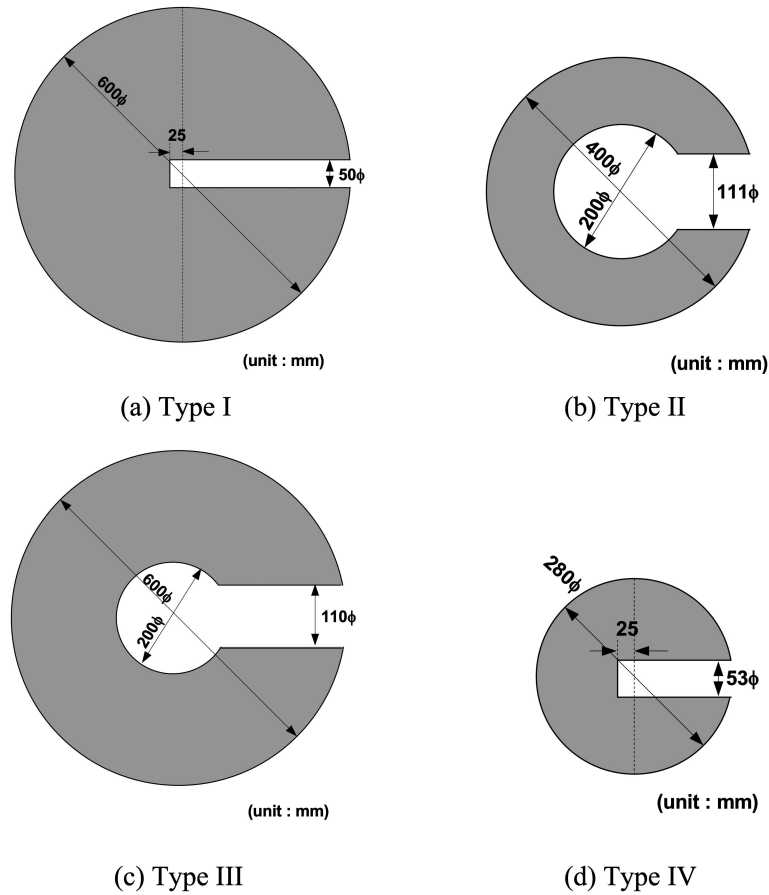 600ϕ
25
50ϕ
(unit : mm)
(a) Type I
400ϕ
200ϕ
111ϕ
(unit : mm)
(b) Type II
600ϕ
200ϕ
110ϕ
(unit : mm)
(c) Type III
280ϕ
25
53ϕ
(unit : mm)
(d) Type IV